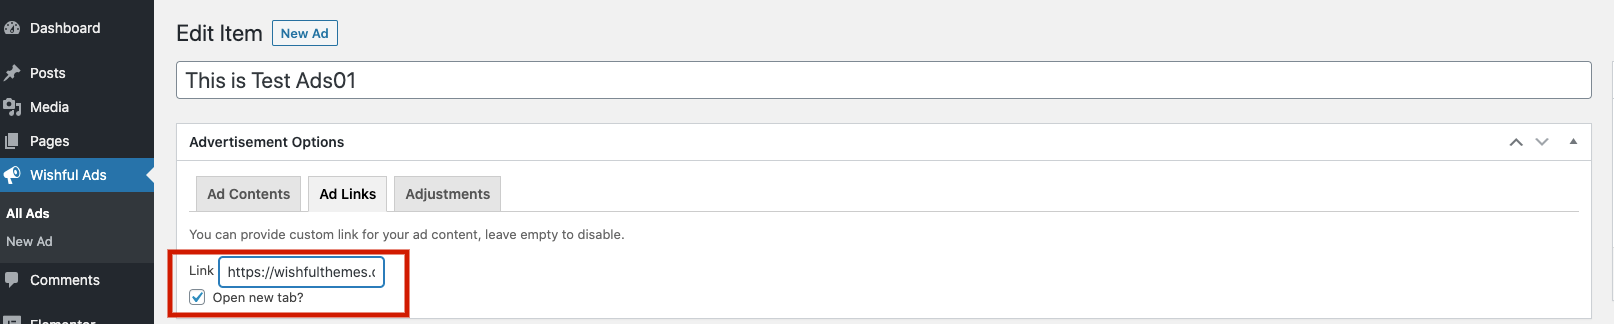 Dashboard
Posts
Media
Pages
Wishful Ads
All Ads
New Ad
Comments
Elementor
Edit Item
New Ad
This is Test Ads01
Advertisement Options
Ad Contents
Ad Links
Adjustments
You can provide custom link for your ad content, leave empty to disable.
Link https://wishfulthemes.c
Open new tab?